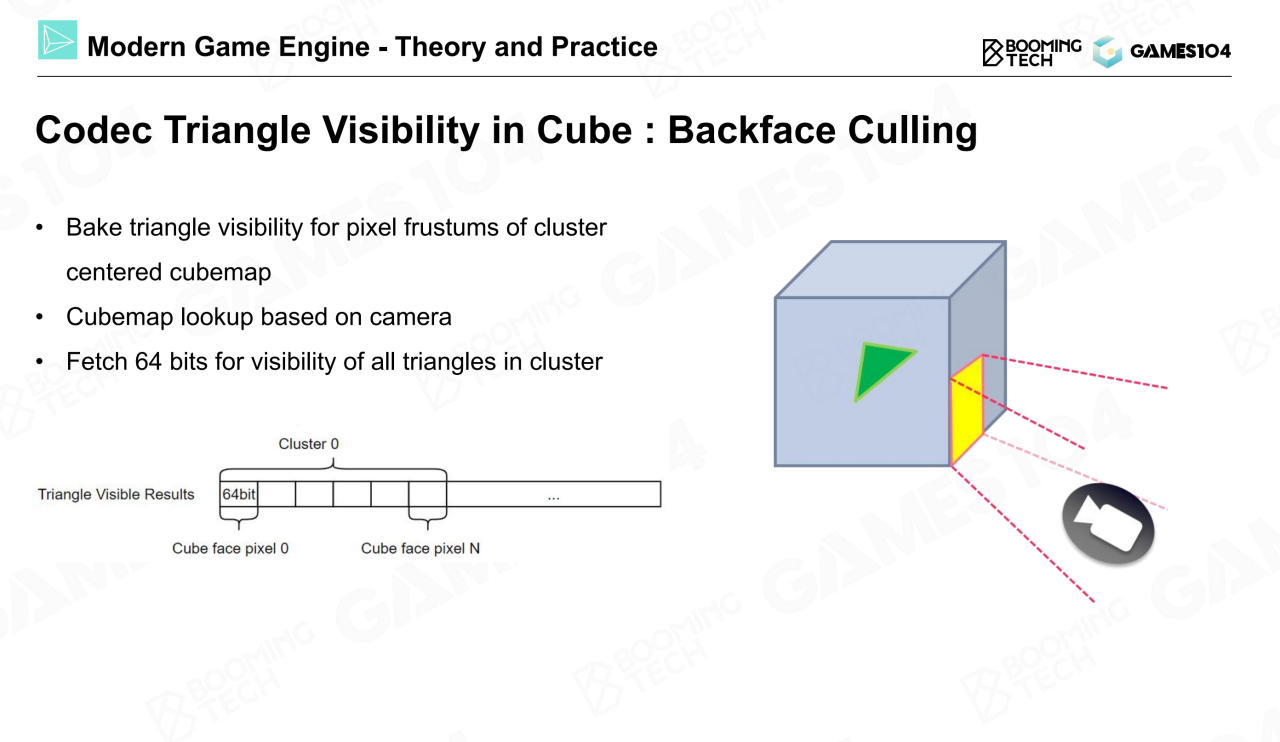 Modern Game Engine - Theory and Practice
BOOMING
TECH
GAMES104
Codec Triangle Visibility in Cube : Backface Culling
• Bake triangle visibility for pixel frustums of cluster
centered cubemap
• Cubemap lookup based on camera
• Fetch 64 bits for visibility of all triangles in cluster
Cluster 0
Triangle Visible Results
64bit
...
Cube face pixel 0
Cube face pixel N